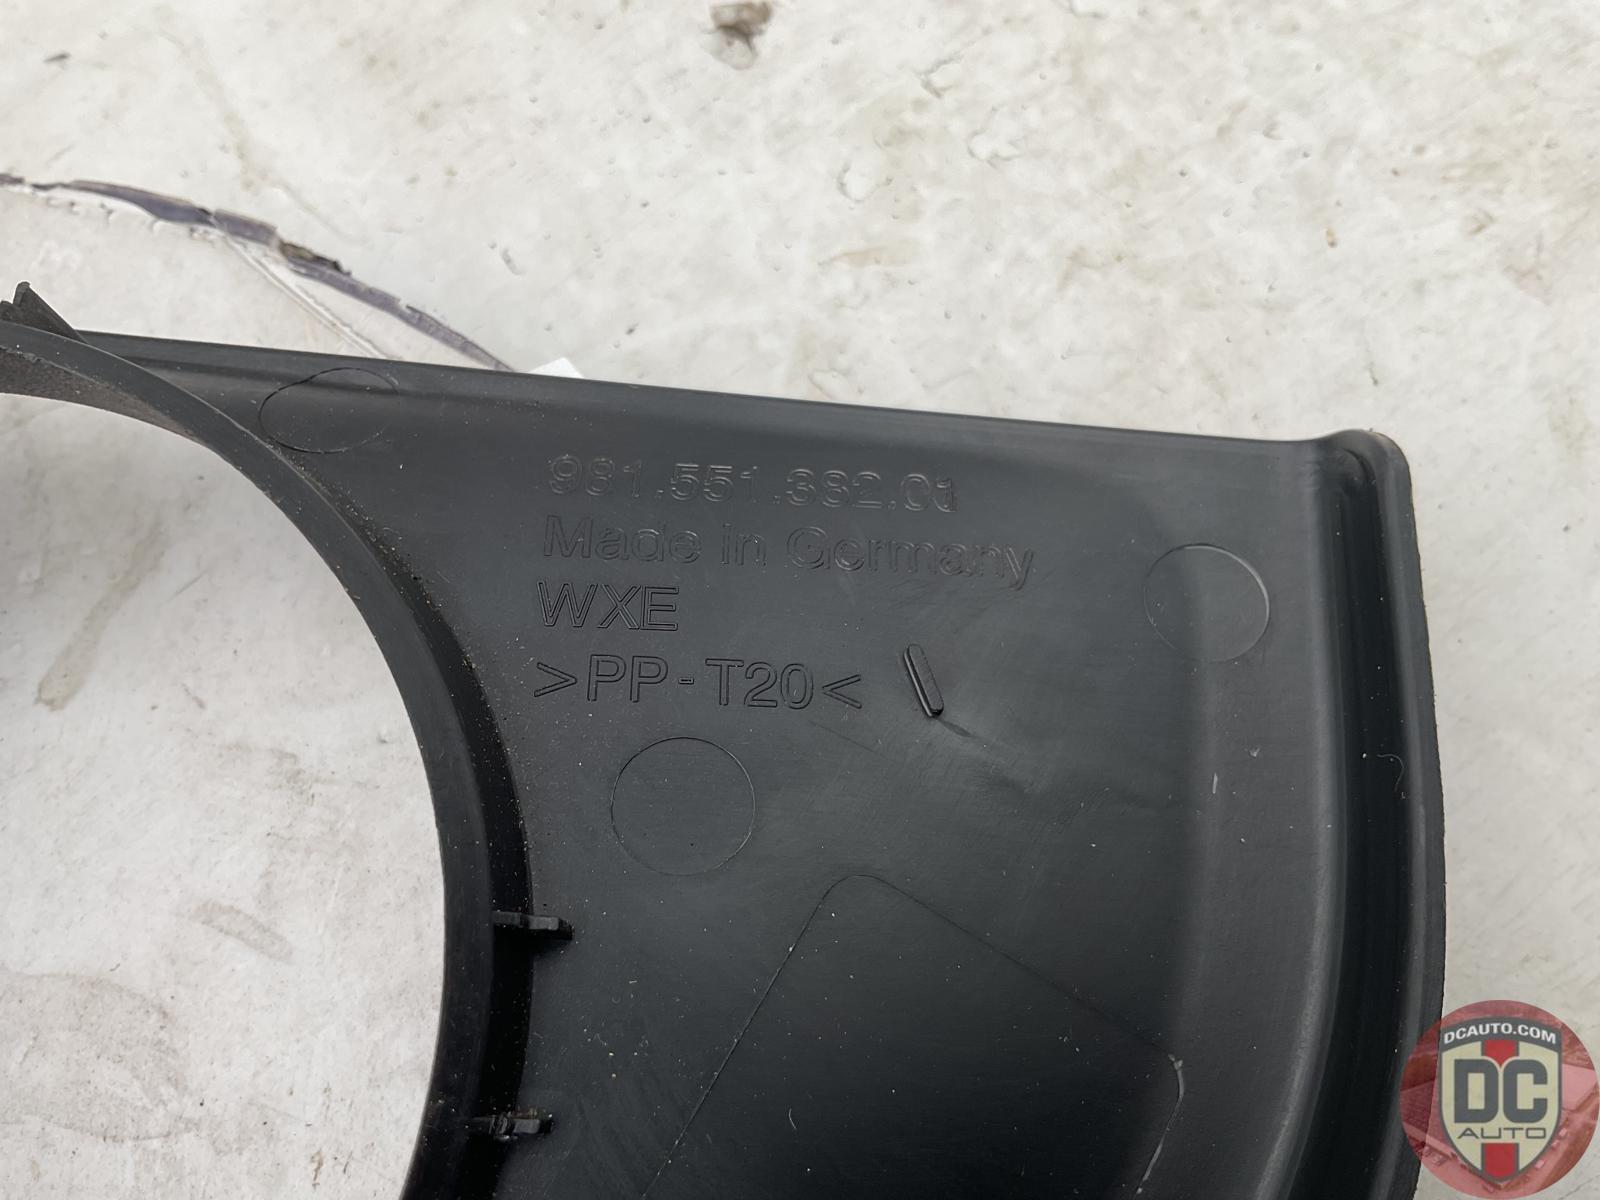 981.551.382.01
Made in Germany
WXE
>PP-T20<
DCAUTO.COM
DC
AUTO